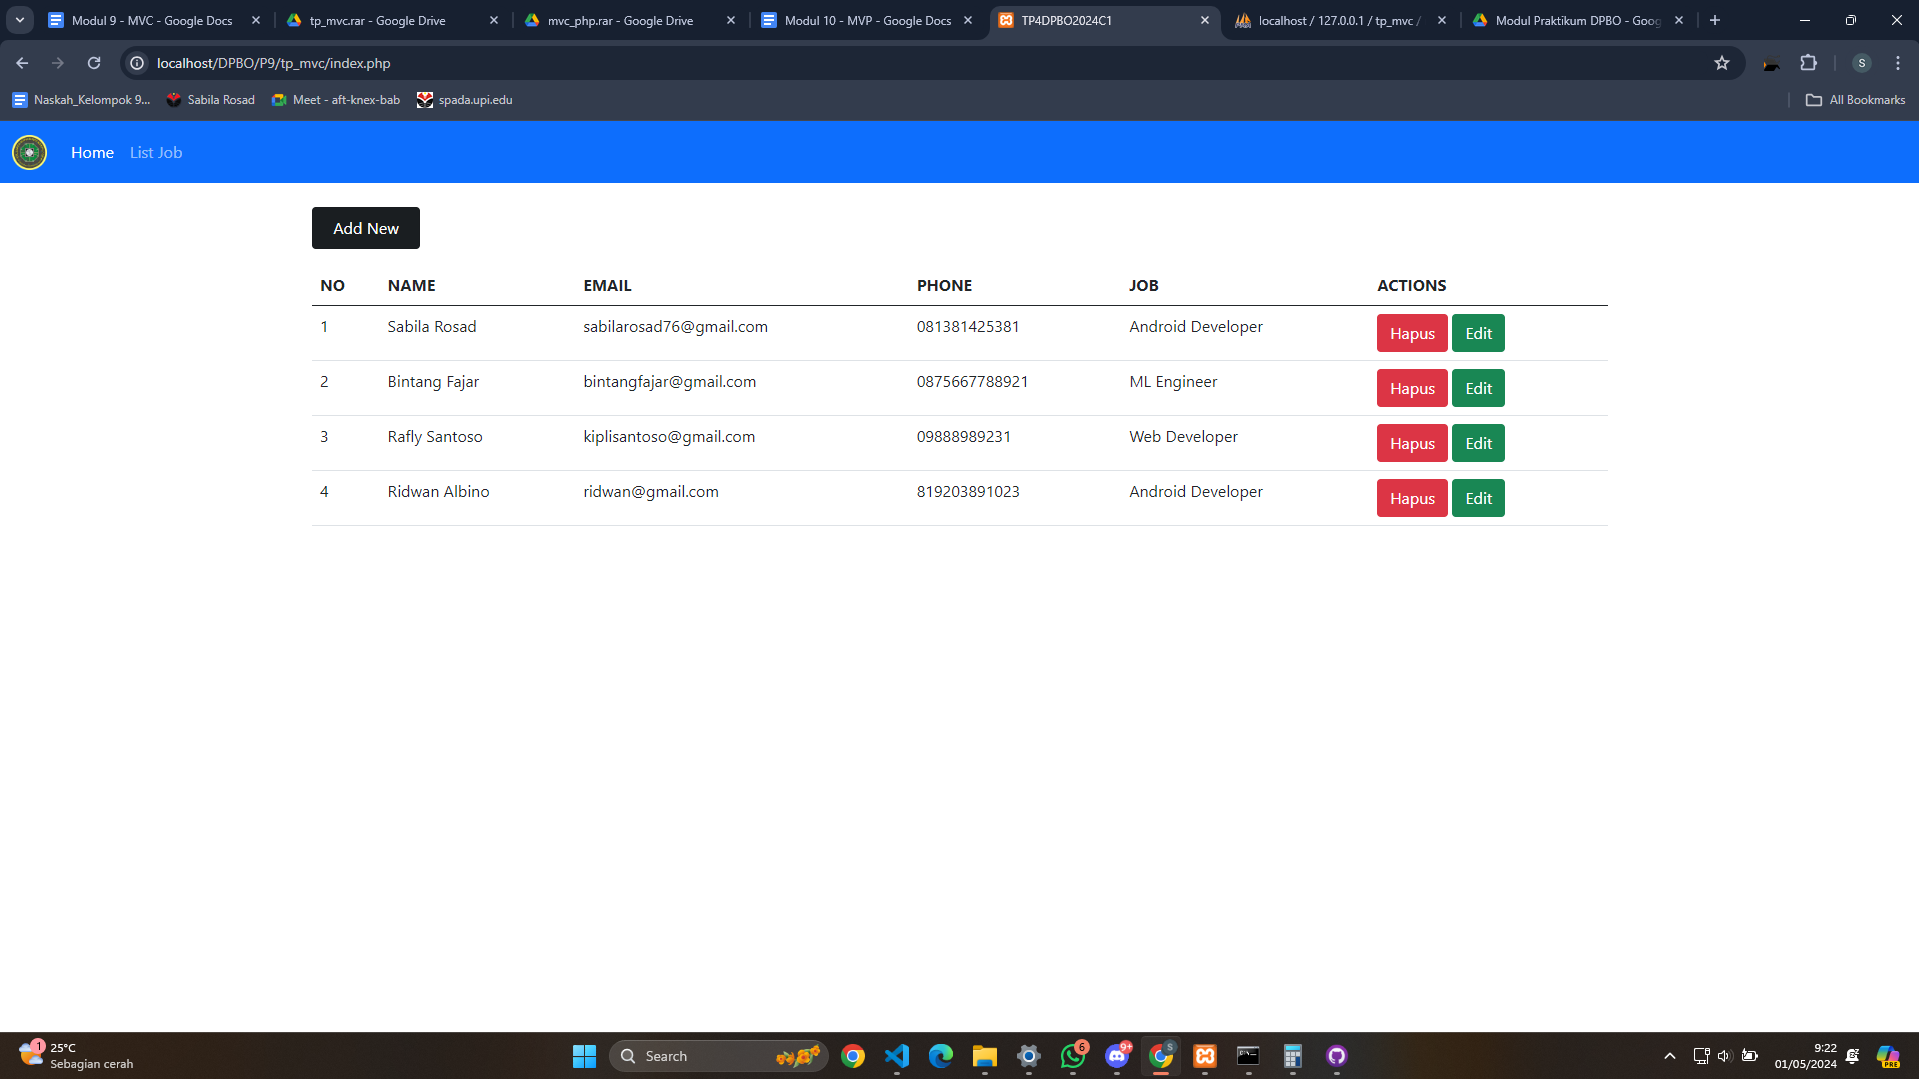 Modul 9 - MVC - Google Docs
tp_mvc.rar - Google Drive
mvc_php.rar - Google Drive
Modul 10 - MVP - Google Docs
TP4DPBO2024C1
localhost / 127.0.0.1 / tp_mvc /
Modul Praktikum DPBO - Goog
localhost/DPBO/P9/tp_mvc/index.php
S
Naskah_Kelompok 9...
Sabila Rosad
Meet - aft-knex-bab
spada.upi.edu
All Bookmarks
Home List Job
Add New
NO NAME EMAIL PHONE JOB ACTIONS
1 Sabila Rosad sabilarosad76@gmail.com 081381425381 Android Developer Hapus Edit
2 Bintang Fajar bintangfajar@gmail.com 0875667788921 ML Engineer Hapus Edit
3 Rafly Santoso kiplisantoso@gmail.com 09888989231 Web Developer Hapus Edit
4 Ridwan Albino ridwan@gmail.com 819203891023 Android Developer Hapus Edit
1
25°C
Sebagian cerah
Search
6
9+
S
9:22
01/05/2024
PRE